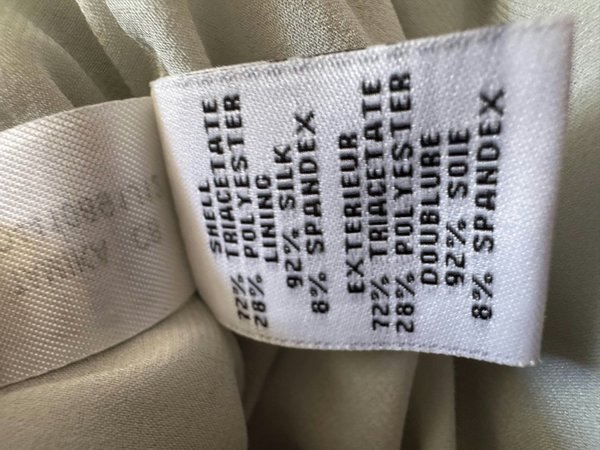 SHELL
72% TRIACETATE
28% POLYESTER
LINING
92% SILK
8% SPANDEX
EXTERIEUR
72% TRIACETATE
28% POLYESTER
DOUBLURE
92% SOIE
8% SPANDEX